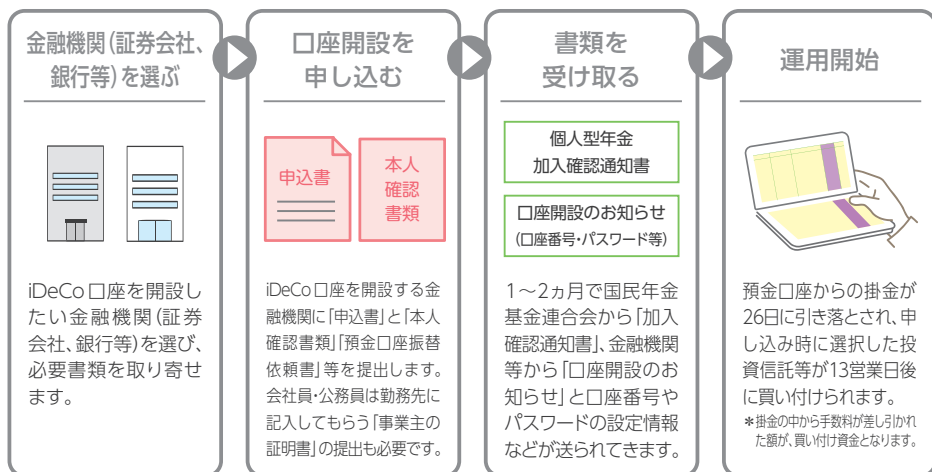 金融機関(証券会社、
銀行等)を選ぶ
iDeCo口座を開設し
たい金融機関(証券
会社、銀行等)を選び、
必要書類を取り寄せ
ます。
口座開設を
申し込む
申込書
本人
確認
書類
iDeCo口座を開設する金
融機関に「申込書」と「本人
確認書類」「預金口座振替
依頼書」等を提出します。
会社員・公務員は勤務先に
記入してもらう「事業主の
証明書」の提出も必要です。
書類を
受け取る
個人型年金
加入確認通知書
口座開設のお知らせ
(口座番号・パスワード等)
1〜2ヵ月で国民年金
基金連合会から「加入
確認通知書」、金融機関
等から「口座開設のお
知らせ」と口座番号や
パスワードの設定情報
などが送られてきます。
運用開始
預金口座からの掛金が
26日に引き落とされ、申
し込み時に選択した投
資信託等が13営業日後
に買い付けられます。
*掛金の中から手数料が差し引かれ
た額が、買い付け資金となります。